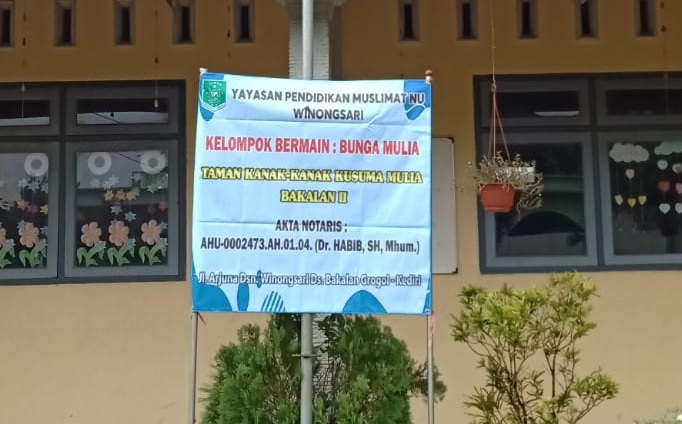 YAYASAN PENDIDIKAN MUSLIMAT NU
WINONGSARI
KELOMPOK BERMAIN : BUNGA MULIA
TAMAN KANAK-KANAK KUSUMA MULIA
BAKALAN II
AKTA NOTARIS :
AHU-0002473.AH.01.04. (Dr. HABIB, SH, Mhum.)
Jl. Arjuna Dsn. Winongsari Ds. Bakalan Grogol - Kediri